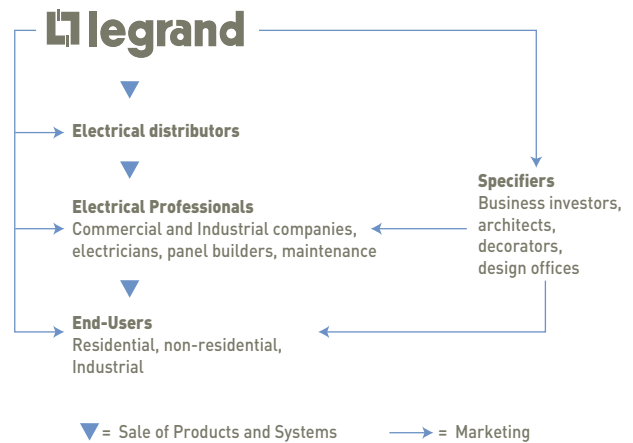 legrand
Electrical distributors
Electrical Professionals
Commercial and Industrial companies,
electricians, panel builders, maintenance
End-Users
Residential, non-residential,
Industrial
Specifiers
Business investors,
architects,
decorators,
design offices
= Sale of Products and Systems
= Marketing